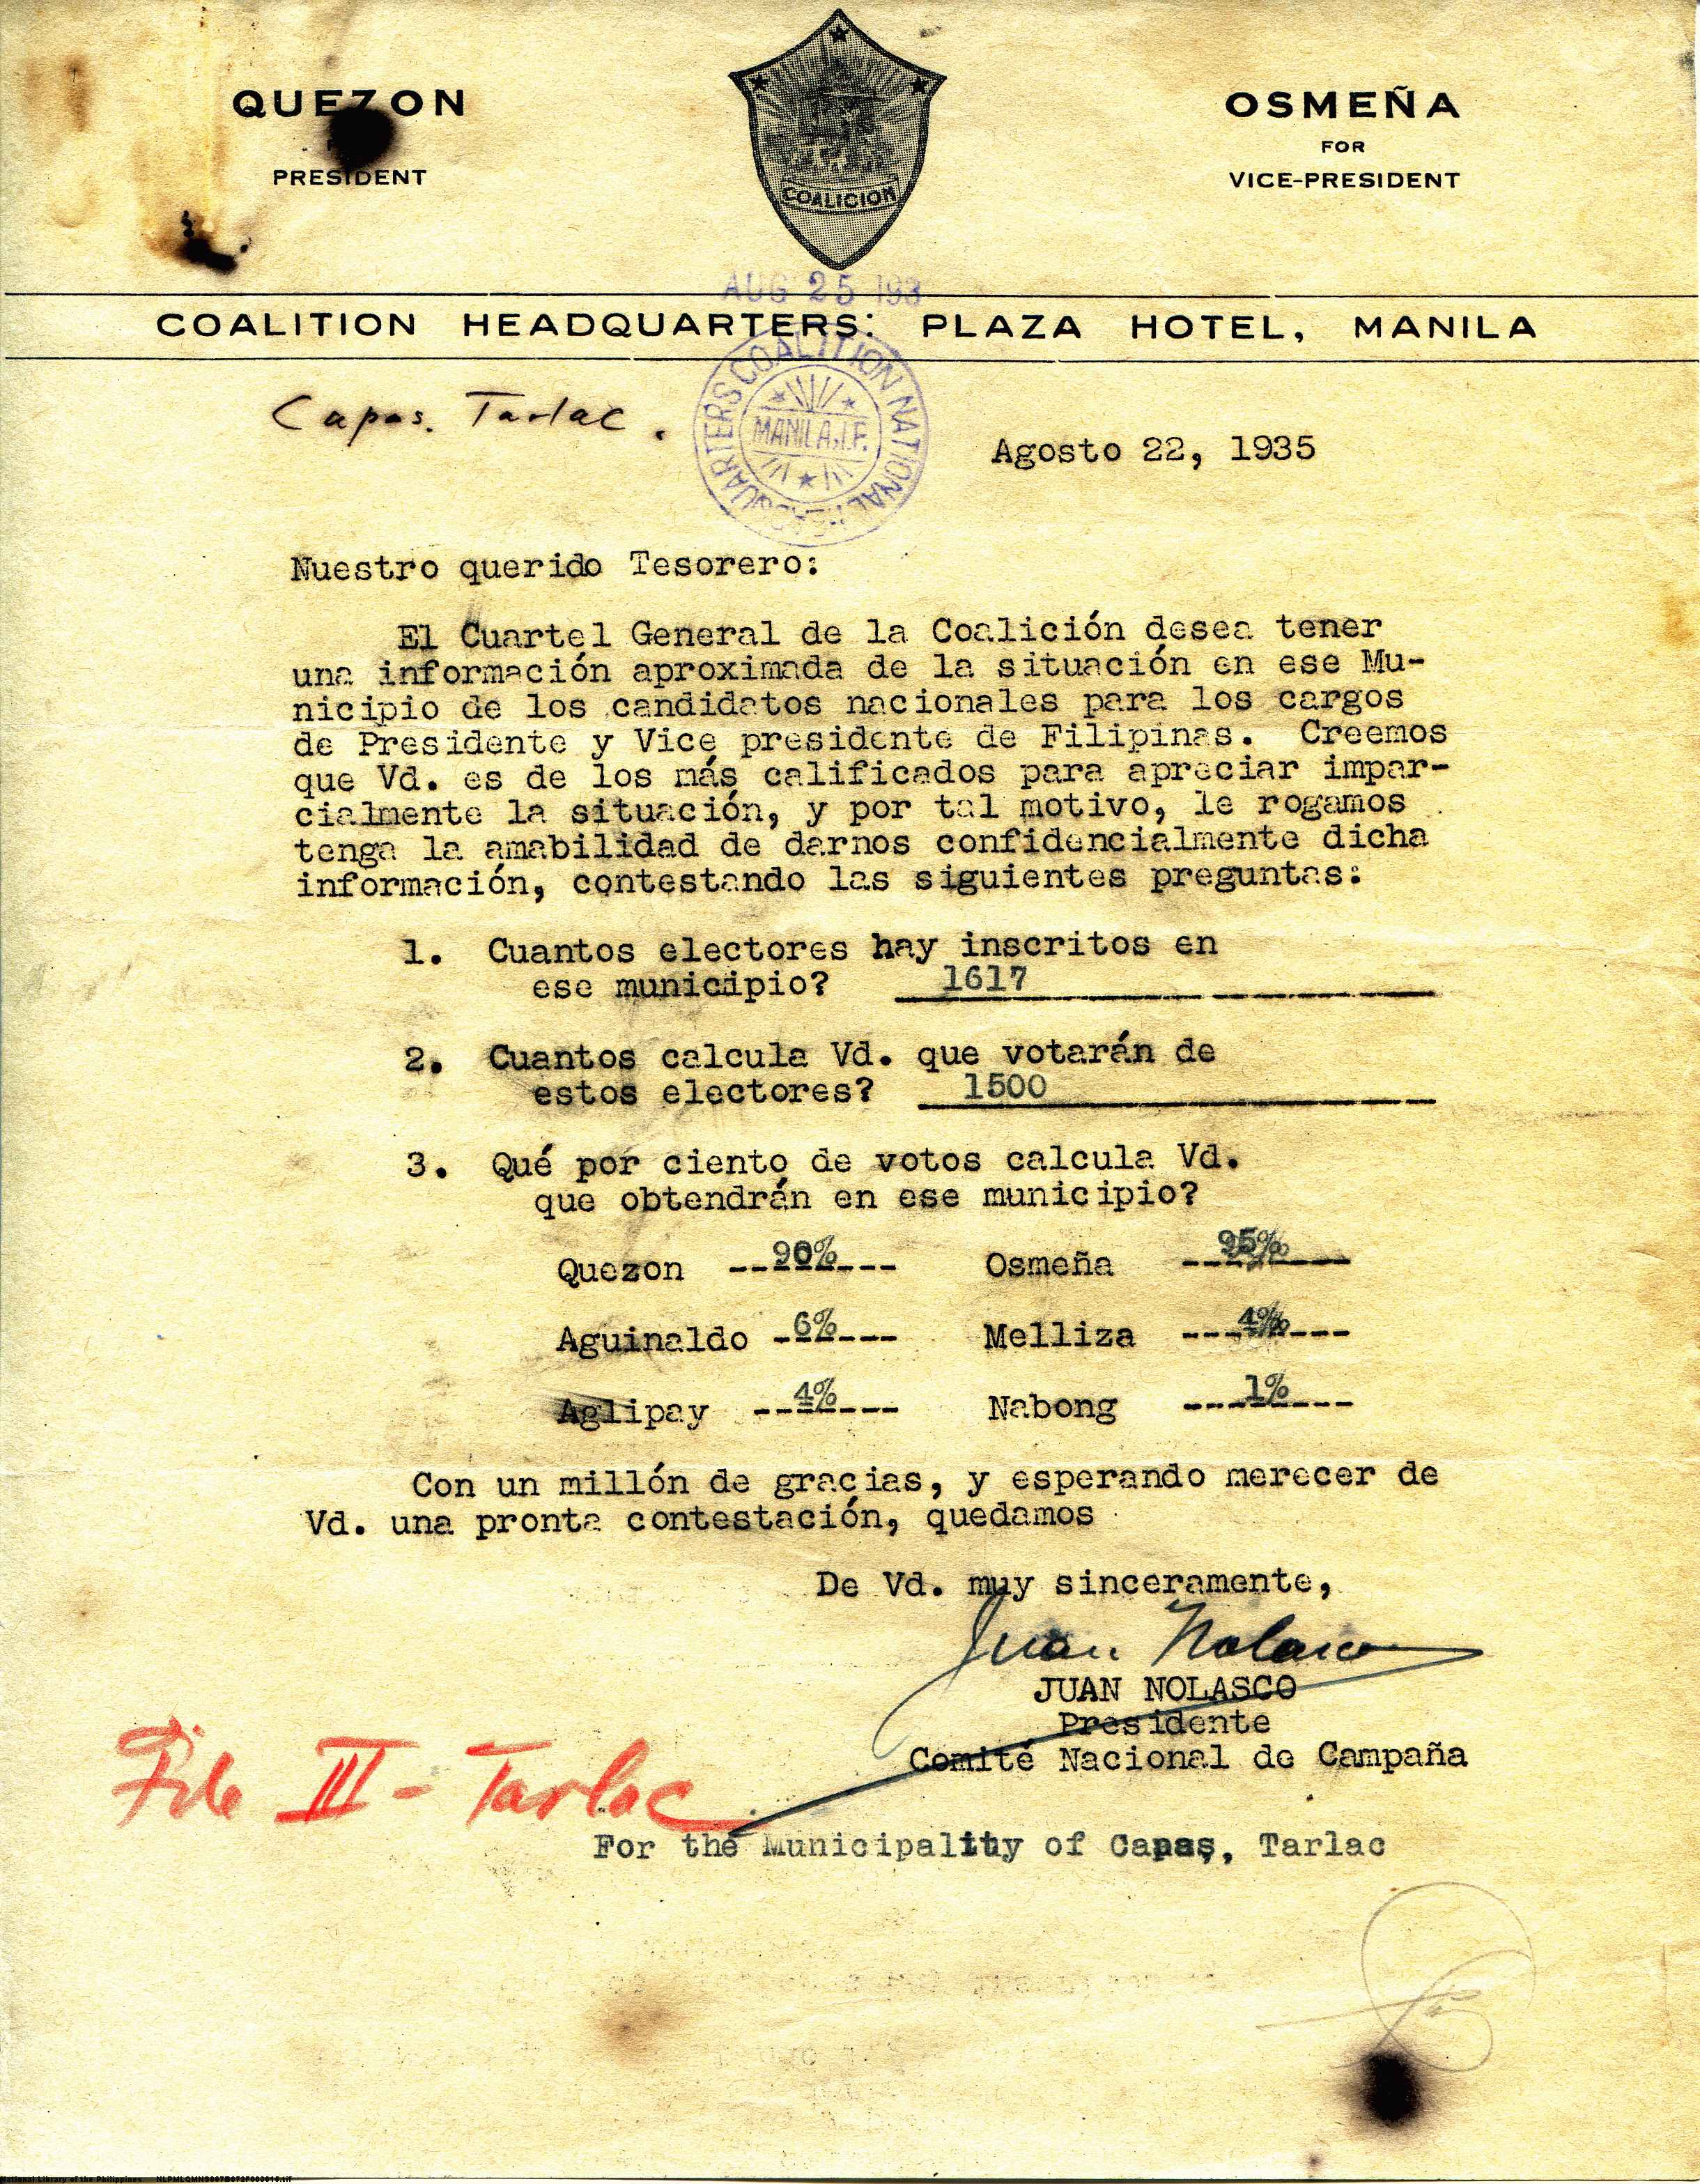 QUEZON
PRESIDENT
COALICION
OSMEÑA
FOR
VICE-PRESIDENT
AUG 25 193
COALITION HEADQUARTERS: PLAZA HOTEL, MANILA
COALITION NATIONAL HEADQUARTERS
MANILA, I.F.
Capas. Tarlac.
Agosto 22, 1935
Nuestro querido Tesorero:
El Cuartel General de la Coalición desea tener
una información aproximada de la situación en ese Mu-
nicipio de los candidatos nacionales para los cargos
de Presidente y Vice presidente de Filipinas. Creemos
que Vd. es de los más calificados para apreciar impar-
cialmente la situación, y por tal motivo, le rogamos
tenga la amabilidad de darnos confidencialmente dicha
información, contestando las siguientes preguntas:
1. Cuantos electores hay inscritos en
ese municipio? 1617
2. Cuantos calcula Vd. que votarán de
estos electores? 1500
3. Qué por ciento de votos calcula Vd.
que obtendrán en ese municipio?
Quezon --90%--- Osmeña --95%---
Aguinaldo -6%--- Melliza ---4%---
Aglipay --4%--- Nabong ---1%---
Con un millón de gracias, y esperando merecer de
Vd. una pronta contestación, quedamos
De Vd. muy sinceramente,
Juan Nolasco
JUAN NOLASCO
Presidente
Comité Nacional de Campaña
File III - Tarlac
For the Municipality of Capas, Tarlac
National Library of the Philippines